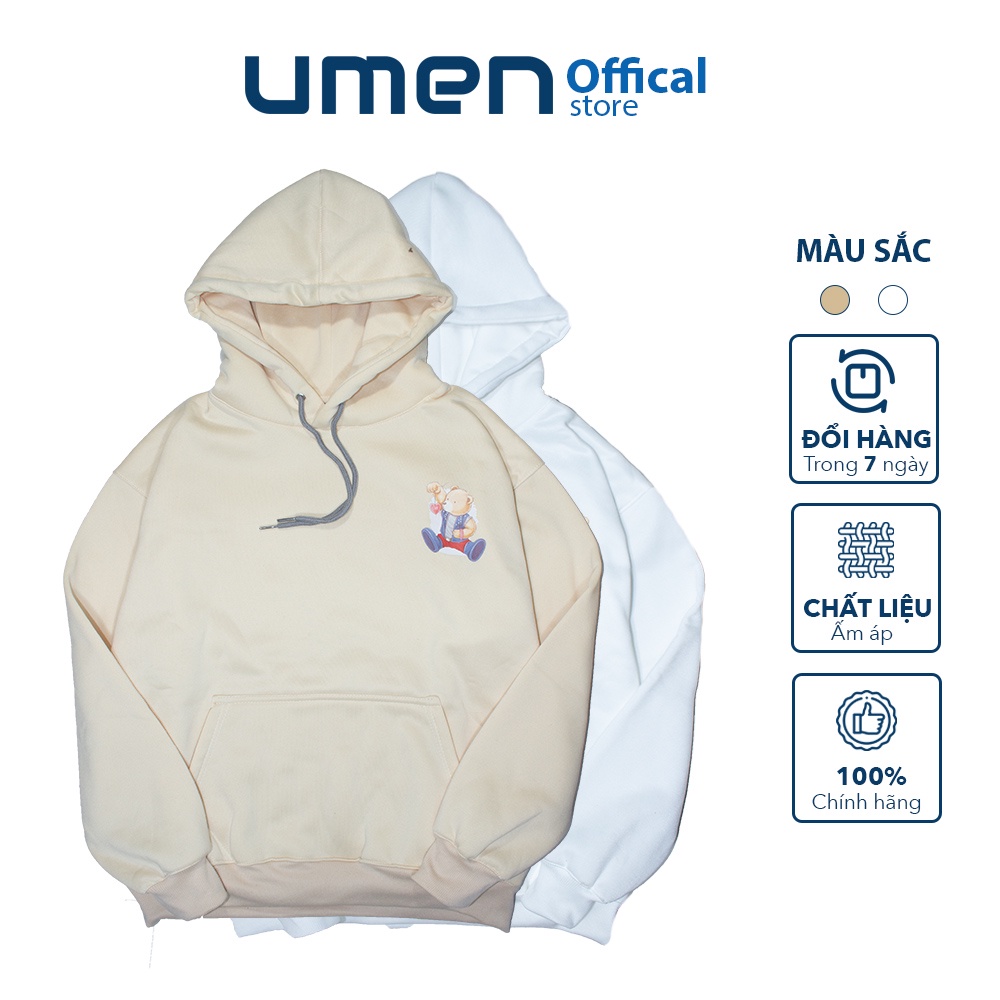 umen Offical
store
MÀU SẮC
ĐỔI HÀNG
Trong 7 ngày
CHẤT LIỆU
Ấm áp
100%
Chính hãng